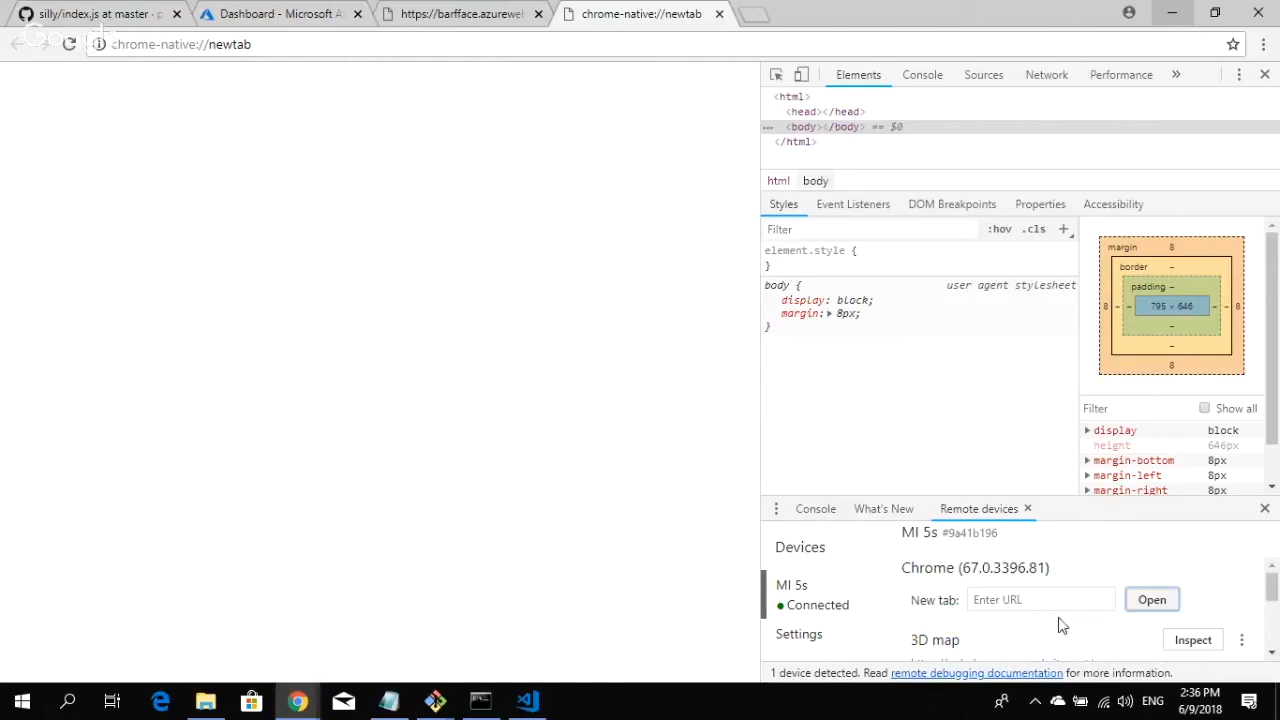 silly/index.js at master · p
Dashboard - Microsoft A
https://barfface.azurewe
chrome-native://newtab
Google
chrome-native://newtab
Elements Console Sources Network Performance »
<html>
<head></head>
<body></body> == $0
</html>
html body
Styles Event Listeners DOM Breakpoints Properties Accessibility
Filter :hov .cls +
element.style {
}
body { user agent stylesheet
display: block;
margin: 8px;
}
margin 8
border –
padding –
8 – – 795 × 646 – – 8
–
–
8
Filter Show all
display block
height 646px
margin-bottom 8px
margin-left 8px
margin-right 8px
Console What's New Remote devices
Devices
MI 5s
Connected
Settings
MI 5s #9a41b196
Chrome (67.0.3396.81)
New tab: Enter URL Open
3D map Inspect
1 device detected. Read remote debugging documentation for more information.
ENG
2:36 PM
6/9/2018